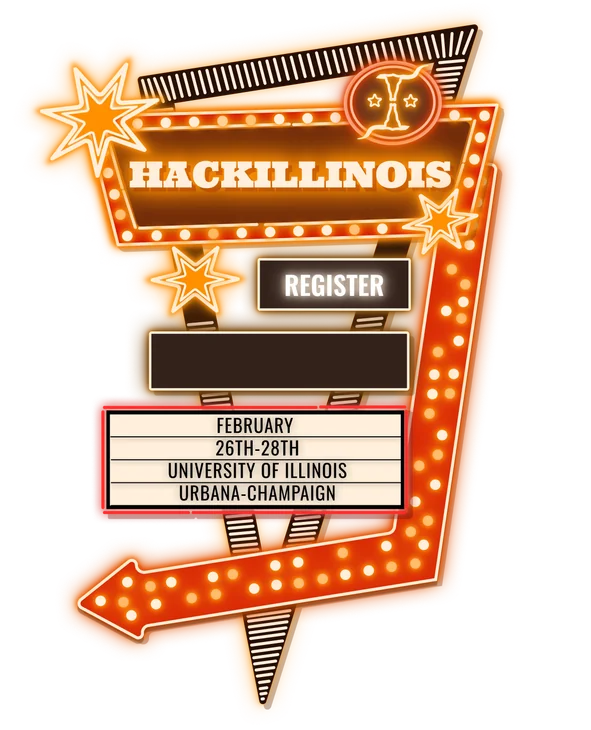 HACKILLINOIS
REGISTER
FEBRUARY
26TH-28TH
UNIVERSITY OF ILLINOIS
URBANA-CHAMPAIGN